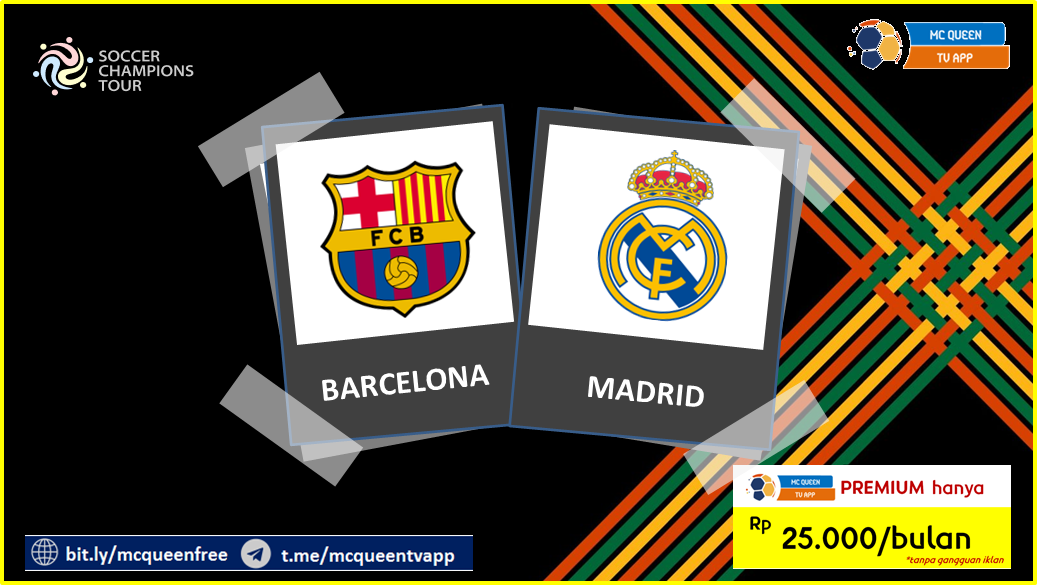 SOCCER
CHAMPIONS
TOUR
MC QUEEN
TV APP
FCB
BARCELONA
MADRID
MC QUEEN
TV APP
PREMIUM hanya
Rp 25.000/bulan
*tanpa gangguan iklan
bit.ly/mcqueenfree t.me/mcqueentvapp